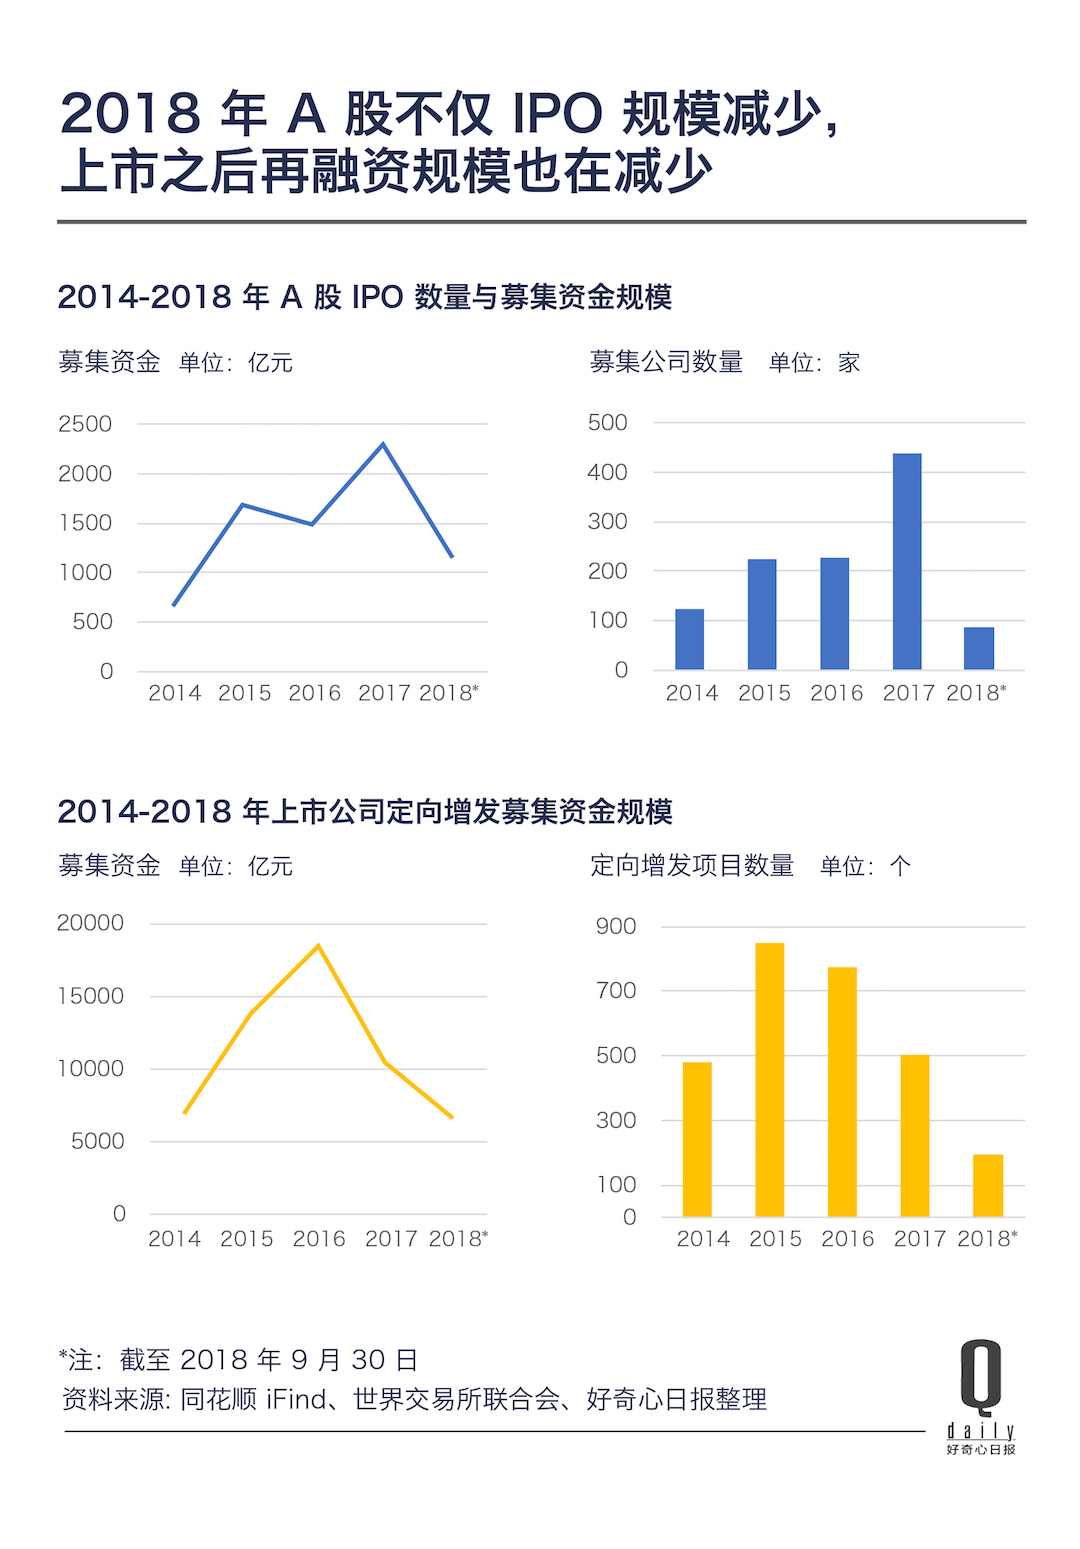 2018 年 A 股不仅 IPO 规模减少，
上市之后再融资规模也在减少
2014-2018 年 A 股 IPO 数量与募集资金规模
募集资金 单位：亿元
2500
2000
1500
1000
500
0
2014 2015 2016 2017 2018*
募集公司数量 单位：家
500
400
300
200
100
0
2014 2015 2016 2017 2018*
2014-2018 年上市公司定向增发募集资金规模
募集资金 单位：亿元
20000
15000
10000
5000
0
2014 2015 2016 2017 2018*
定向增发项目数量 单位：个
900
700
500
300
100
0
2014 2015 2016 2017 2018*
*注：截至 2018 年 9 月 30 日
资料来源: 同花顺 iFind、世界交易所联合会、好奇心日报整理
Q
daily
好奇心日报